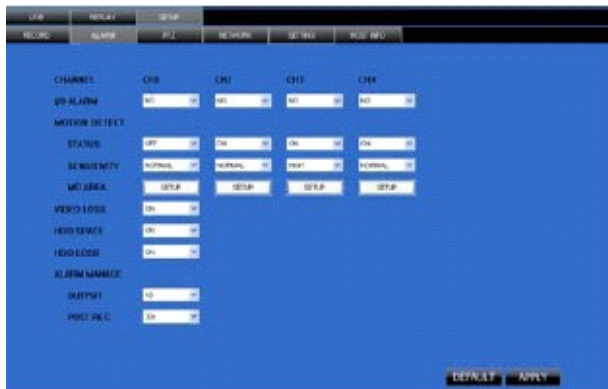 LIVE REPLAY SETUP
RECORD ALARM PTZ NETWORK SETTING HOST INFO
CHANNEL CH1 CH2 CH3 CH4
I/O ALARM NO NO NO NO
MOTION DETECT
STATUS OFF ON ON ON
SENSITIVITY NORMAL NORMAL HIGH NORMAL
MD AREA SETUP SETUP SETUP SETUP
VIDEO LOSS ON
HDD SPACE ON
HDD LOSS ON
ALARM MANAGE
OUTPUT 10
POST REC
DEFAULT APPLY